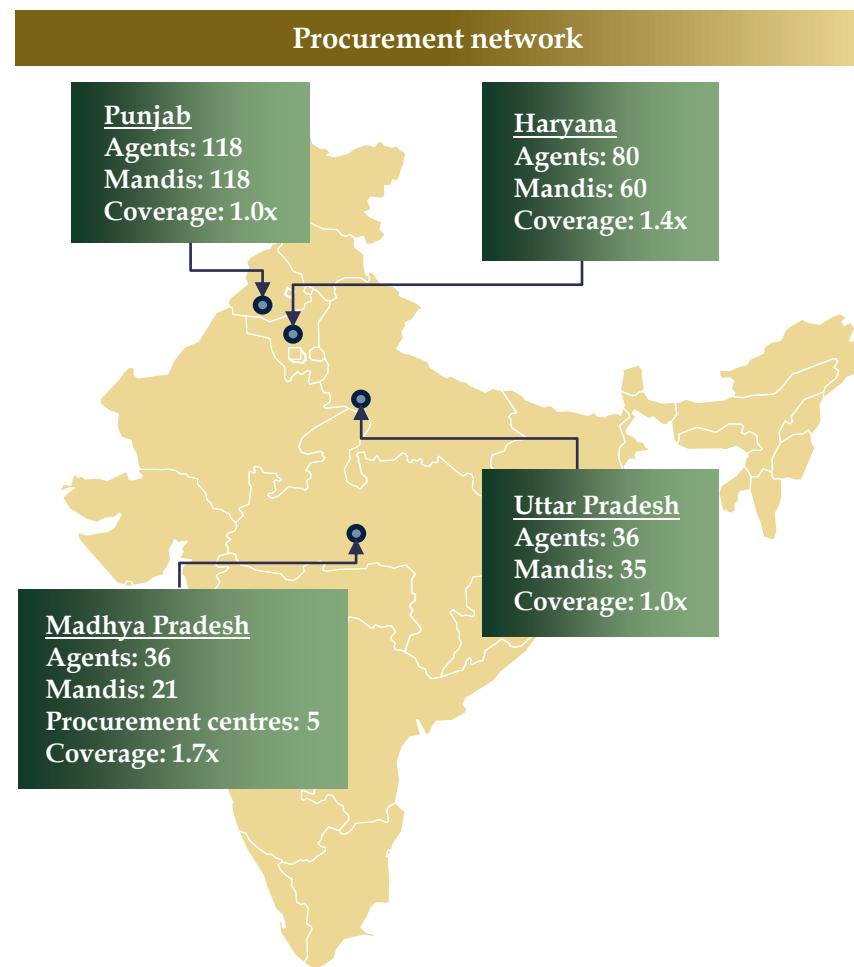 Procurement network
Punjab
Agents: 118
Mandis: 118
Coverage: 1.0x
Haryana
Agents: 80
Mandis: 60
Coverage: 1.4x
Uttar Pradesh
Agents: 36
Mandis: 35
Coverage: 1.0x
Madhya Pradesh
Agents: 36
Mandis: 21
Procurement centres: 5
Coverage: 1.7x